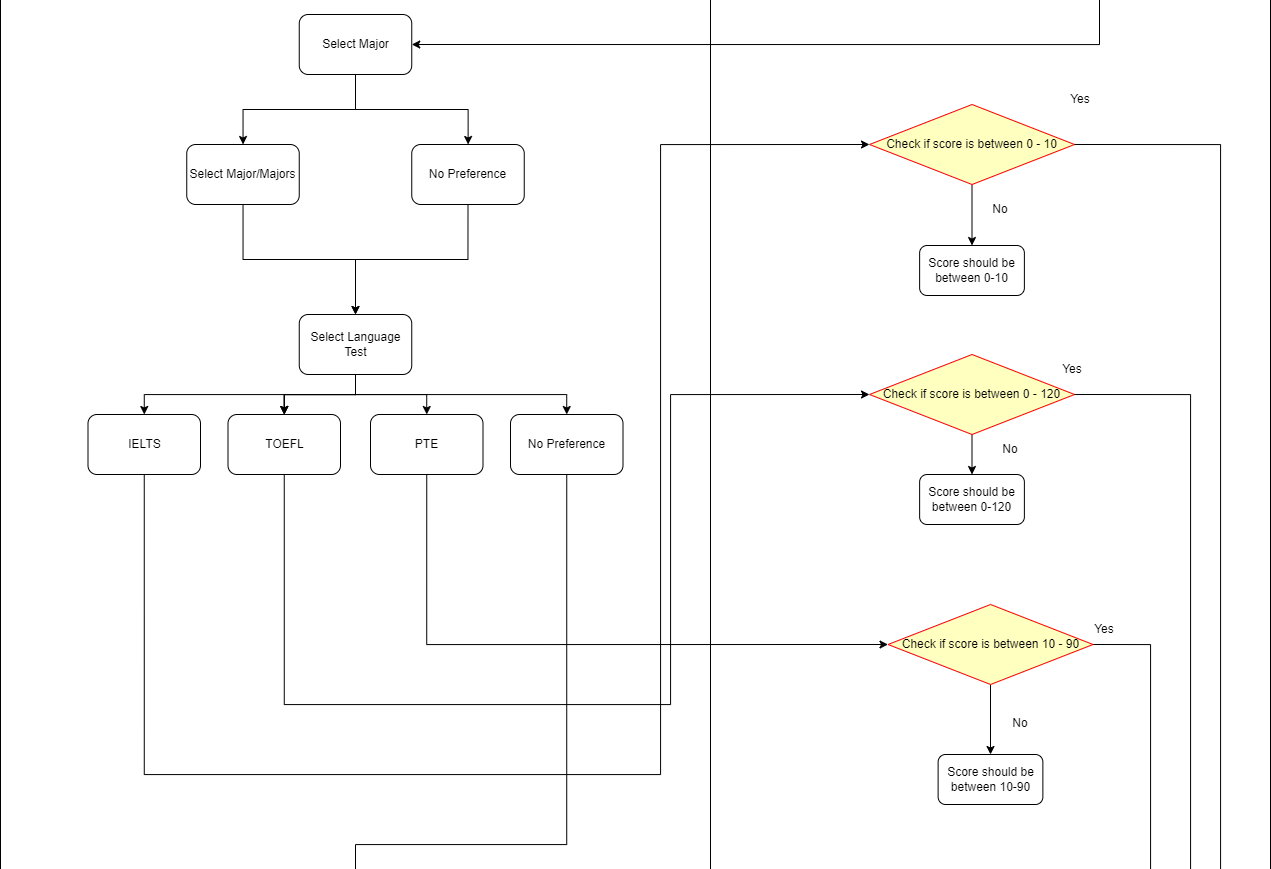 Select Major
Select Major/Majors
No Preference
Select Language
Test
IELTS
TOEFL
PTE
No Preference
Yes
Check if score is between 0 - 10
No
Score should be
between 0-10
Yes
Check if score is between 0 - 120
No
Score should be
between 0-120
Yes
Check if score is between 10 - 90
No
Score should be
between 10-90